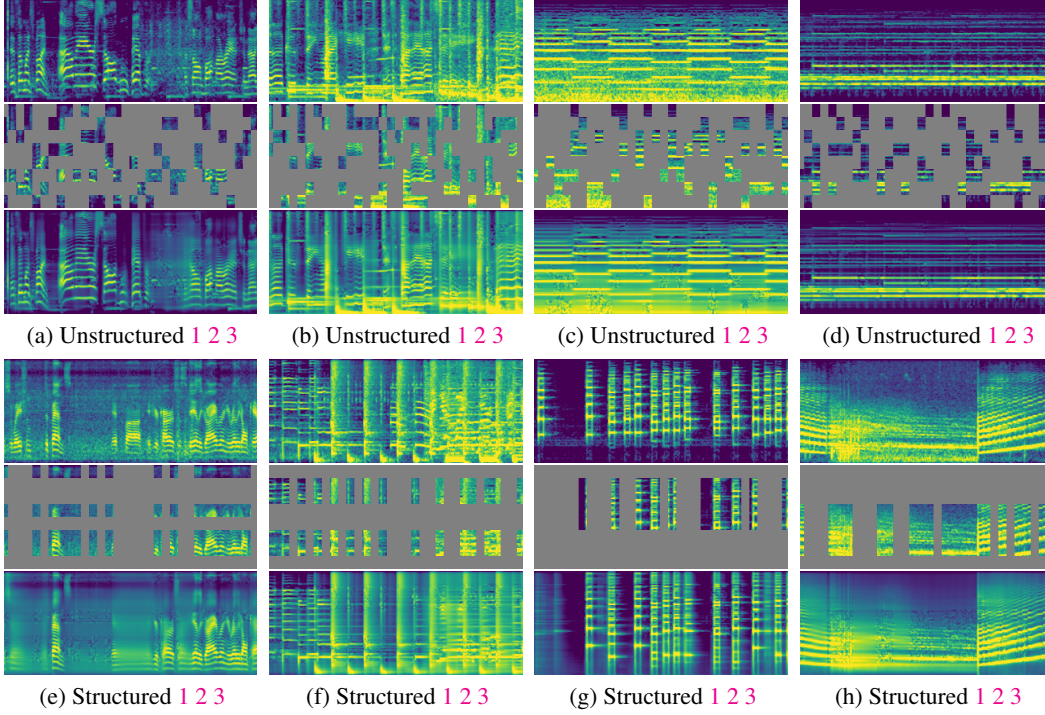 (a) Unstructured 1 2 3
(b) Unstructured 1 2 3
(c) Unstructured 1 2 3
(d) Unstructured 1 2 3
(e) Structured 1 2 3
(f) Structured 1 2 3
(g) Structured 1 2 3
(h) Structured 1 2 3